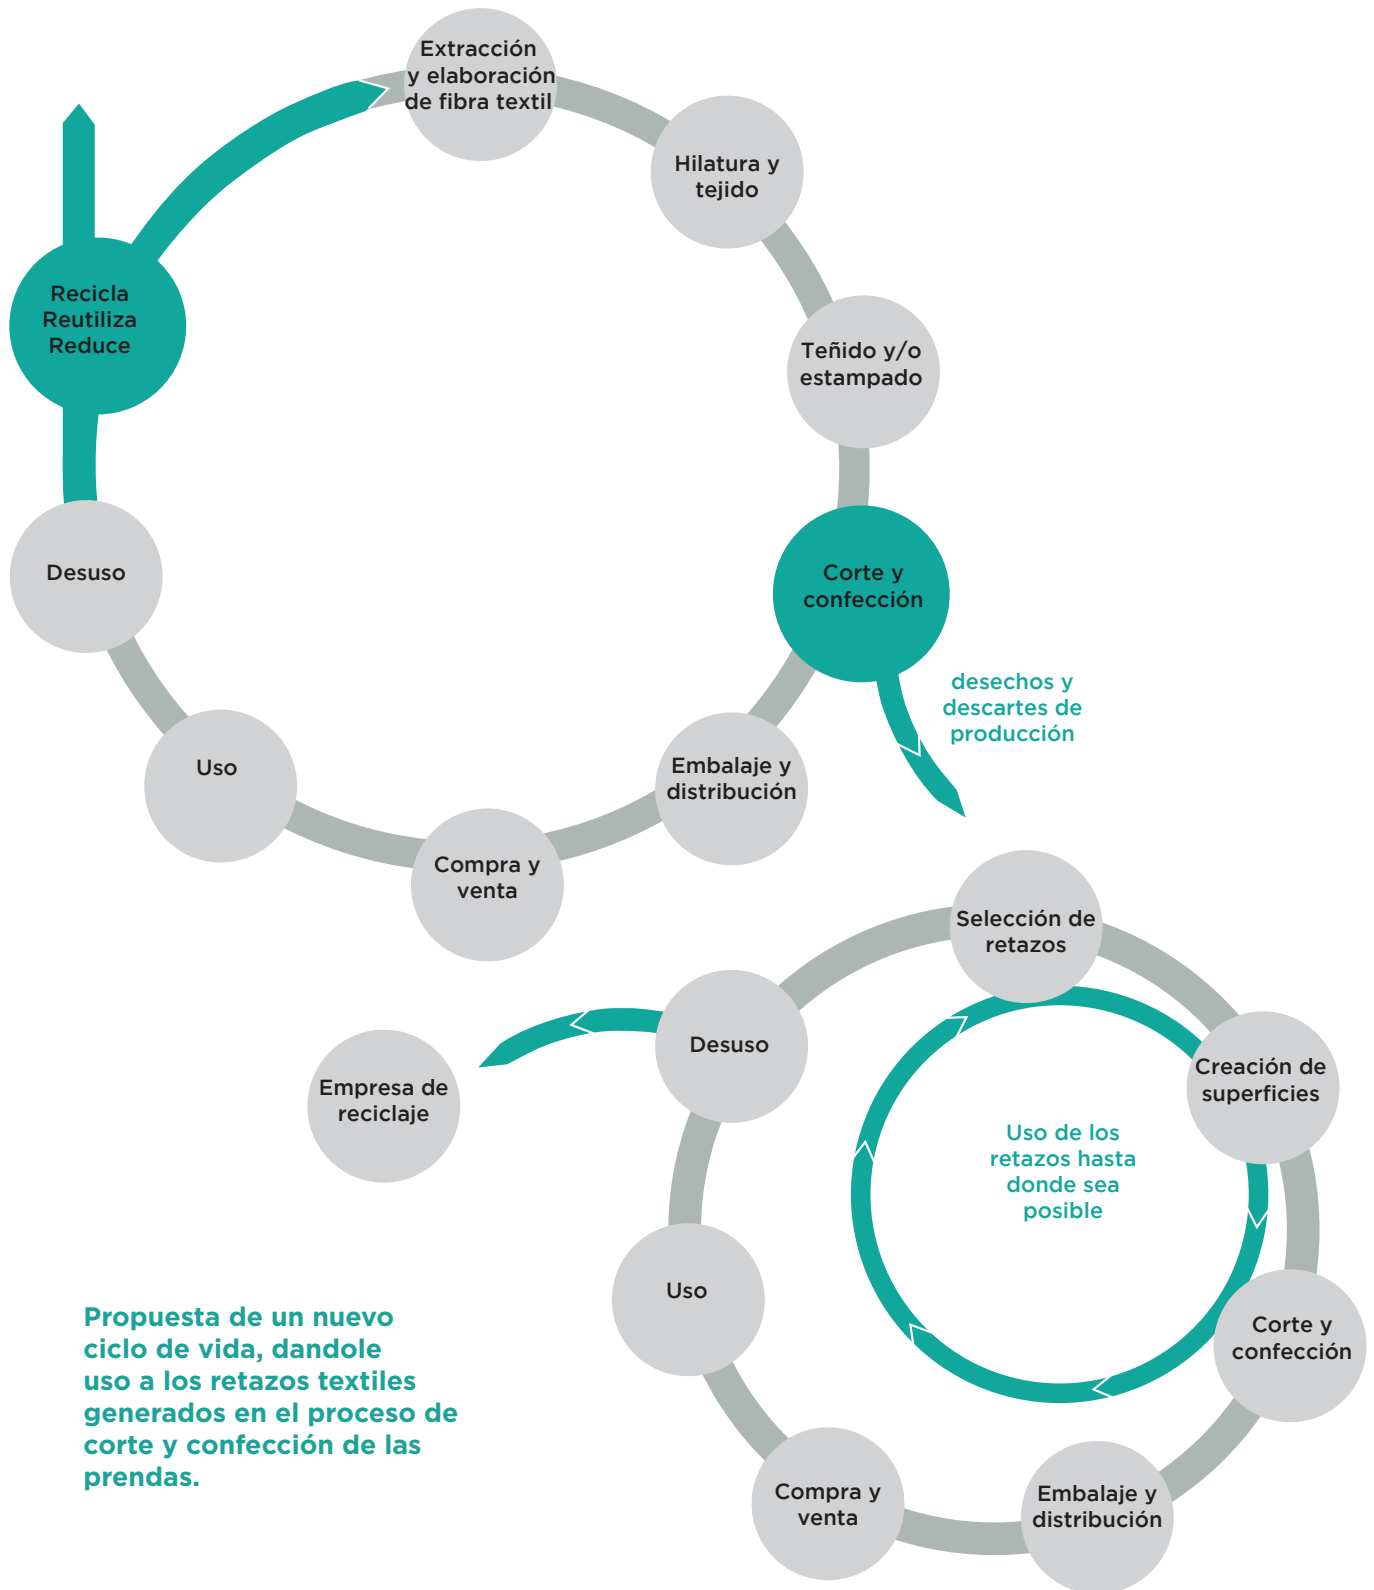 Extracción
y elaboración
de fibra textil
Hilatura y
tejido
Teñido y/o
estampado
Corte y
confección
desechos y
descartes de
producción
Embalaje y
distribución
Compra y
venta
Uso
Desuso
Recicla
Reutiliza
Reduce
Selección de
retazos
Creación de
superficies
Corte y
confección
Embalaje y
distribución
Compra y
venta
Uso
Desuso
Empresa de
reciclaje
Uso de los
retazos hasta
donde sea
posible
Propuesta de un nuevo
ciclo de vida, dandole
uso a los retazos textiles
generados en el proceso de
corte y confección de las
prendas.